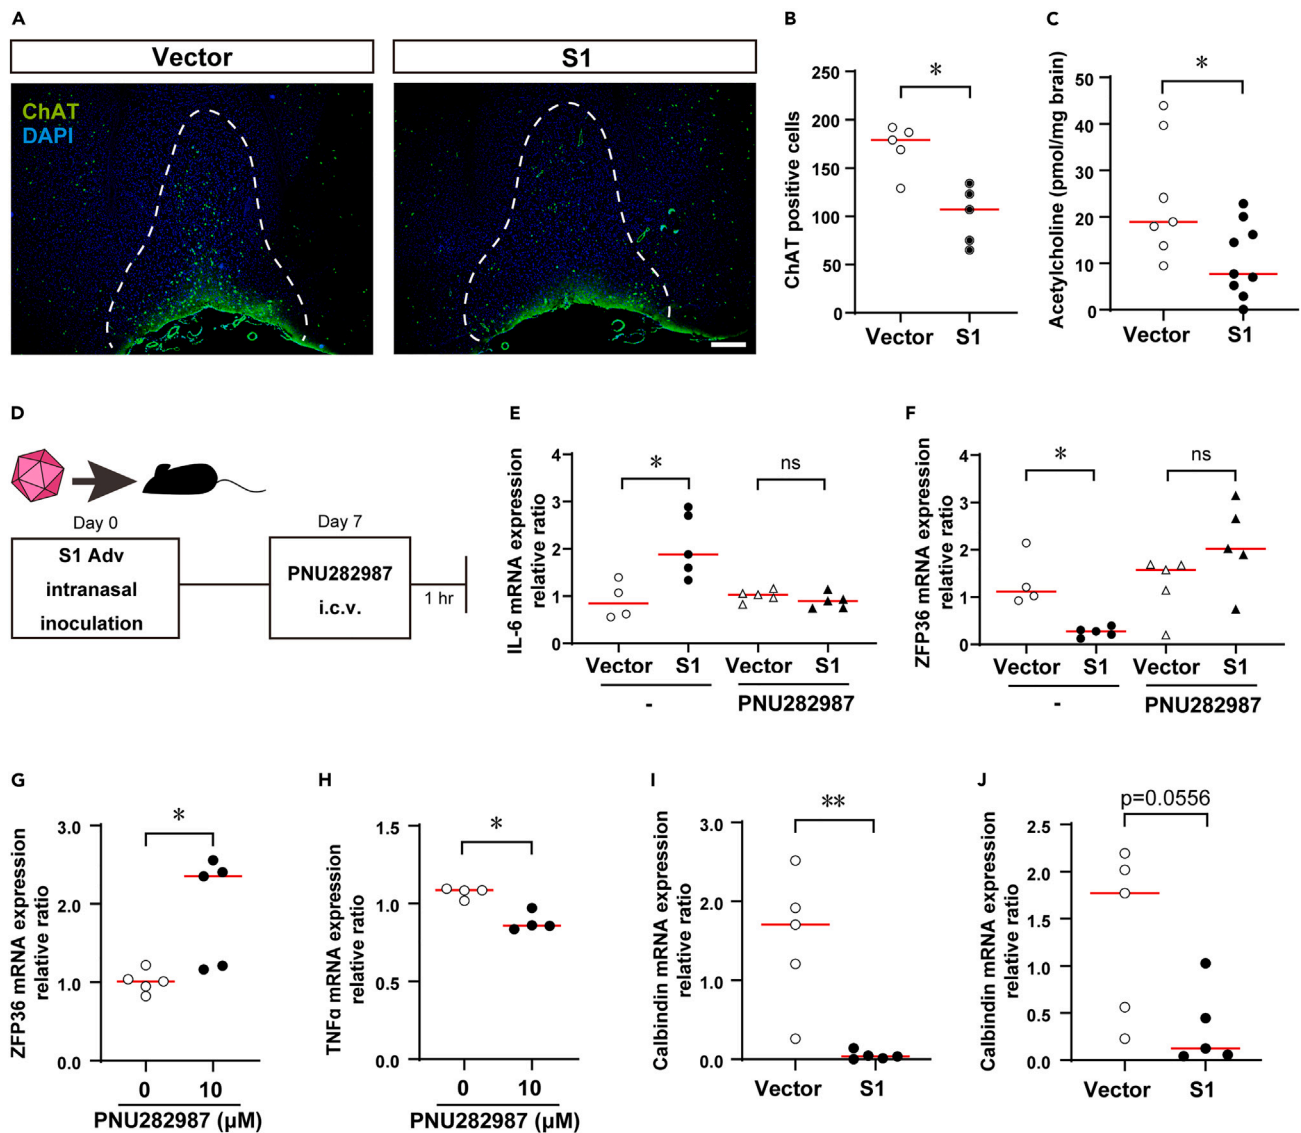 A
Vector
S1
ChAT
DAPI
B
ChAT positive cells
250
200
150
100
50
0
*
Vector
S1
C
Acetylcholine (pmol/mg brain)
50
40
30
20
10
0
*
Vector
S1
D
Day 0
S1 Adv
intranasal
inoculation
Day 7
PNU282987
i.c.v.
1 hr
E
IL-6 mRNA expression
relative ratio
4
3
2
1
0
*
ns
Vector
S1
Vector
S1
-
PNU282987
F
ZFP36 mRNA expression
relative ratio
4
3
2
1
0
*
ns
Vector
S1
Vector
S1
-
PNU282987
G
ZFP36 mRNA expression
relative ratio
3.0
2.0
1.0
0.0
*
0
10
PNU282987 (μM)
H
TNFα mRNA expression
relative ratio
1.5
1.0
0.5
0.0
*
0
10
PNU282987 (μM)
I
Calbindin mRNA expression
relative ratio
3.0
2.0
1.0
0.0
**
Vector
S1
J
Calbindin mRNA expression
relative ratio
2.5
2.0
1.5
1.0
0.5
0.0
p=0.0556
Vector
S1